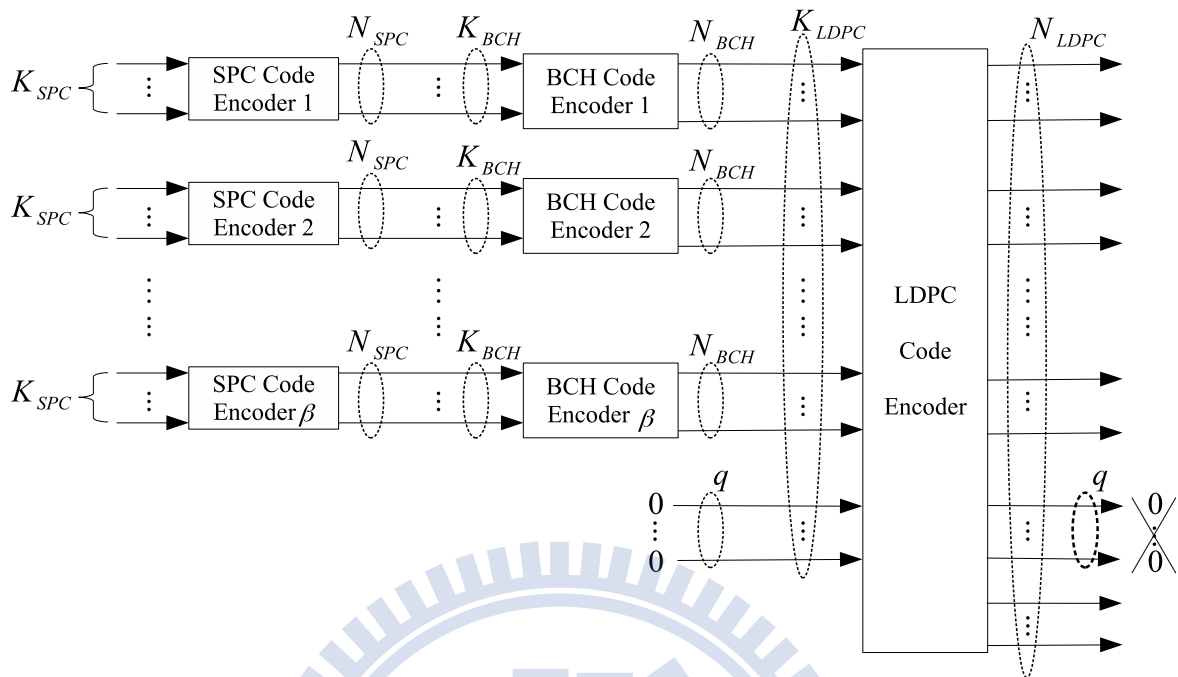 N_SPC K_BCH N_BCH K_LDPC N_LDPC
K_SPC
SPC Code
Encoder 1
BCH Code
Encoder 1
N_SPC K_BCH N_BCH
K_SPC
SPC Code
Encoder 2
BCH Code
Encoder 2
LDPC
Code
Encoder
N_SPC K_BCH N_BCH
K_SPC
SPC Code
Encoder β
BCH Code
Encoder β
q
0
0
q
0
0